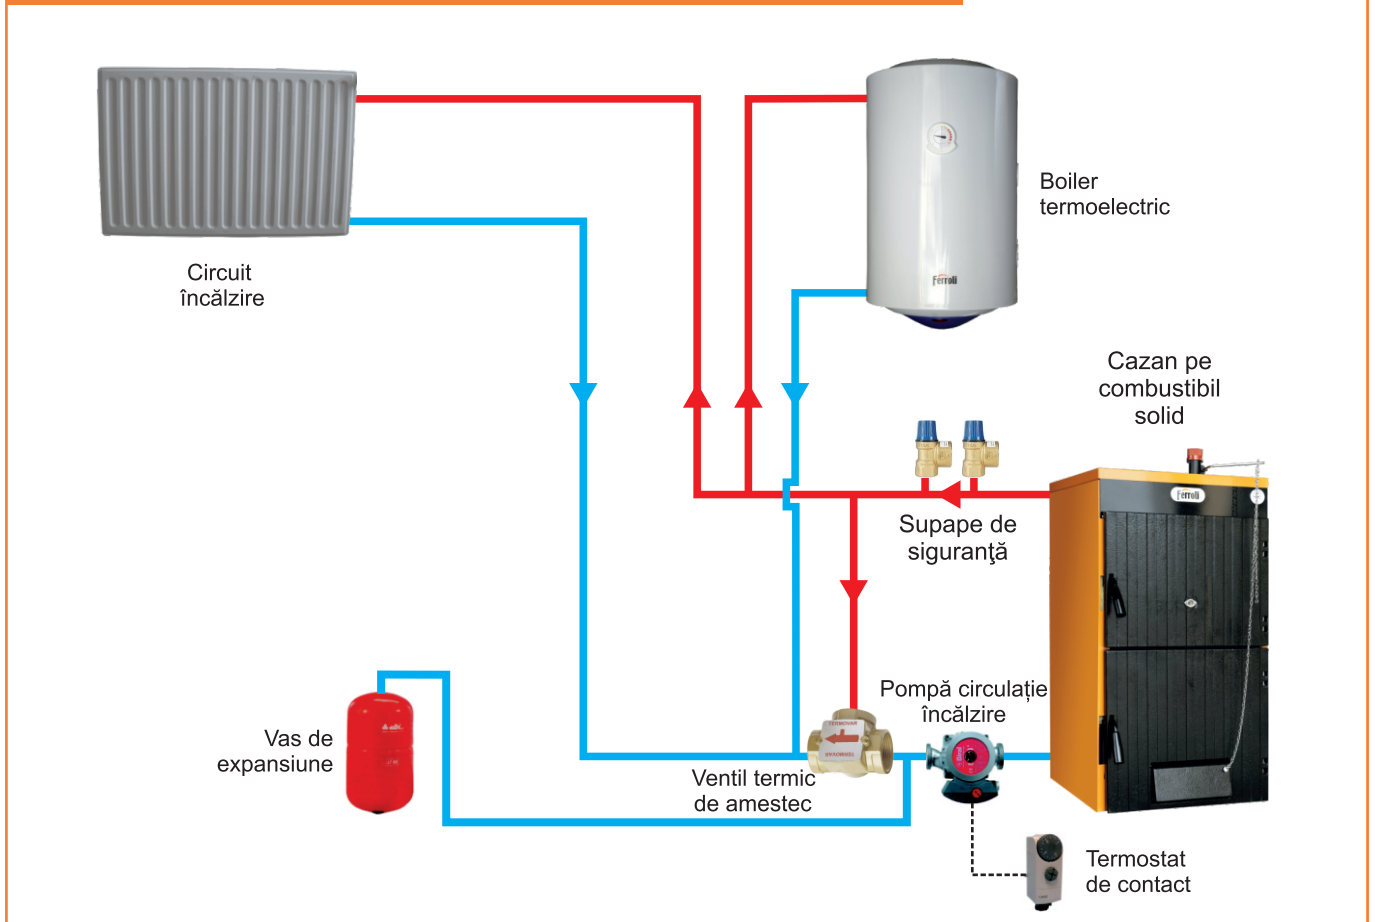 Circuit
încălzire
Ferroli
Boiler
termoelectric
Cazan pe
combustibil
solid
Ferroli
Supape de
siguranţă
Pompă circulație
încălzire
Vas de
expansiune
TERMOVAR
Ventil termic
de amestec
Termostat
de contact